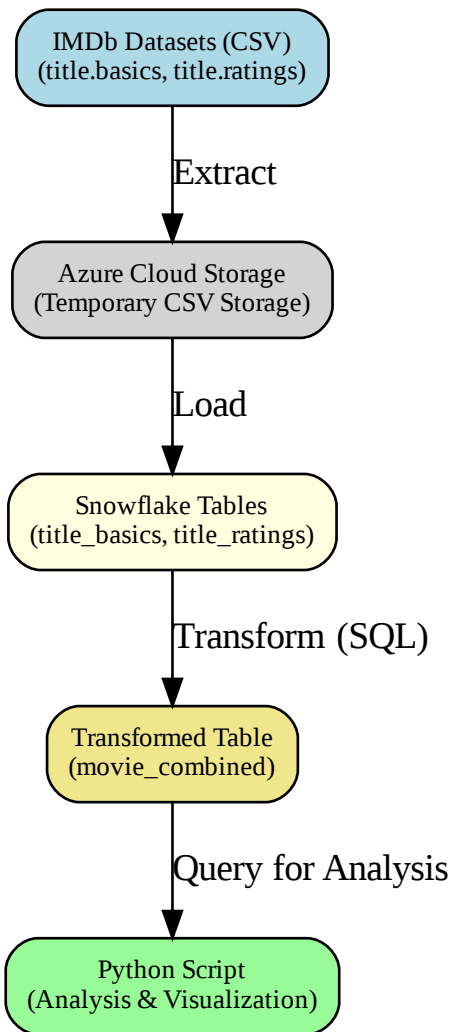 IMDb Datasets (CSV)
(title.basics, title.ratings)
Extract
Azure Cloud Storage
(Temporary CSV Storage)
Load
Snowflake Tables
(title_basics, title_ratings)
Transform (SQL)
Transformed Table
(movie_combined)
Query for Analysis
Python Script
(Analysis & Visualization)